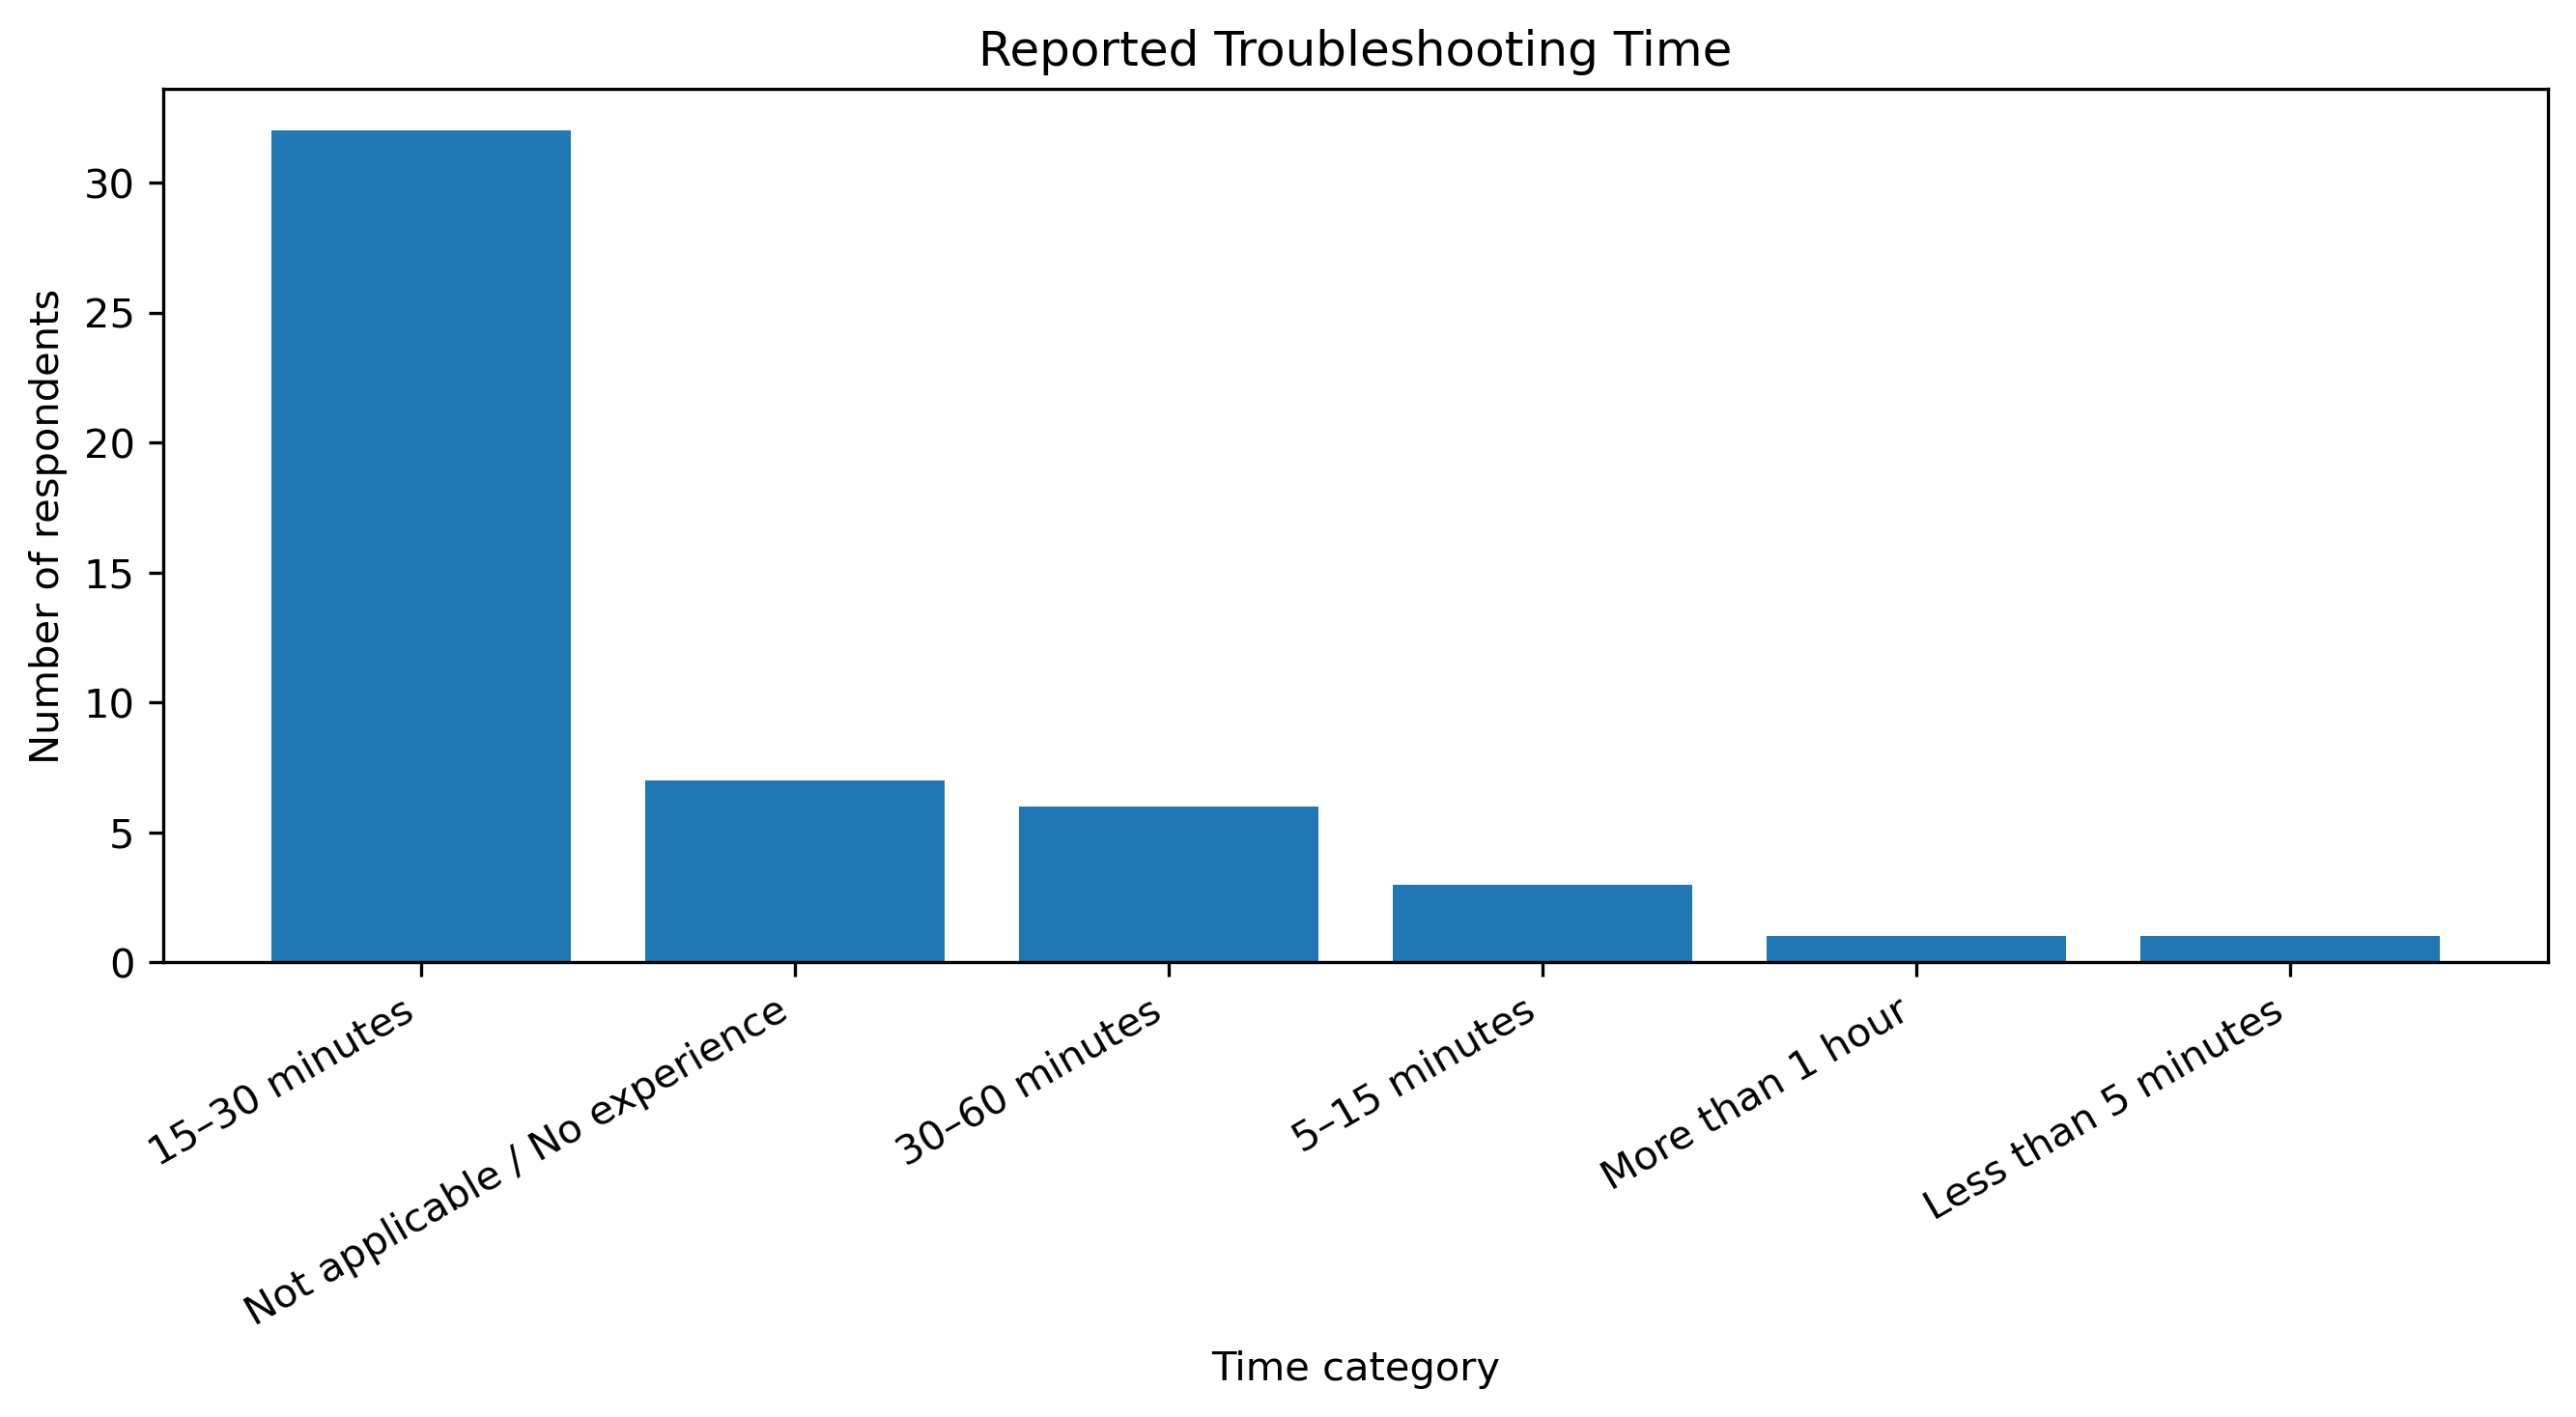 Reported Troubleshooting Time
Number of respondents
30
25
20
15
10
5
0
15–30 minutes
Not applicable / No experience
30–60 minutes
5–15 minutes
More than 1 hour
Less than 5 minutes
Time category